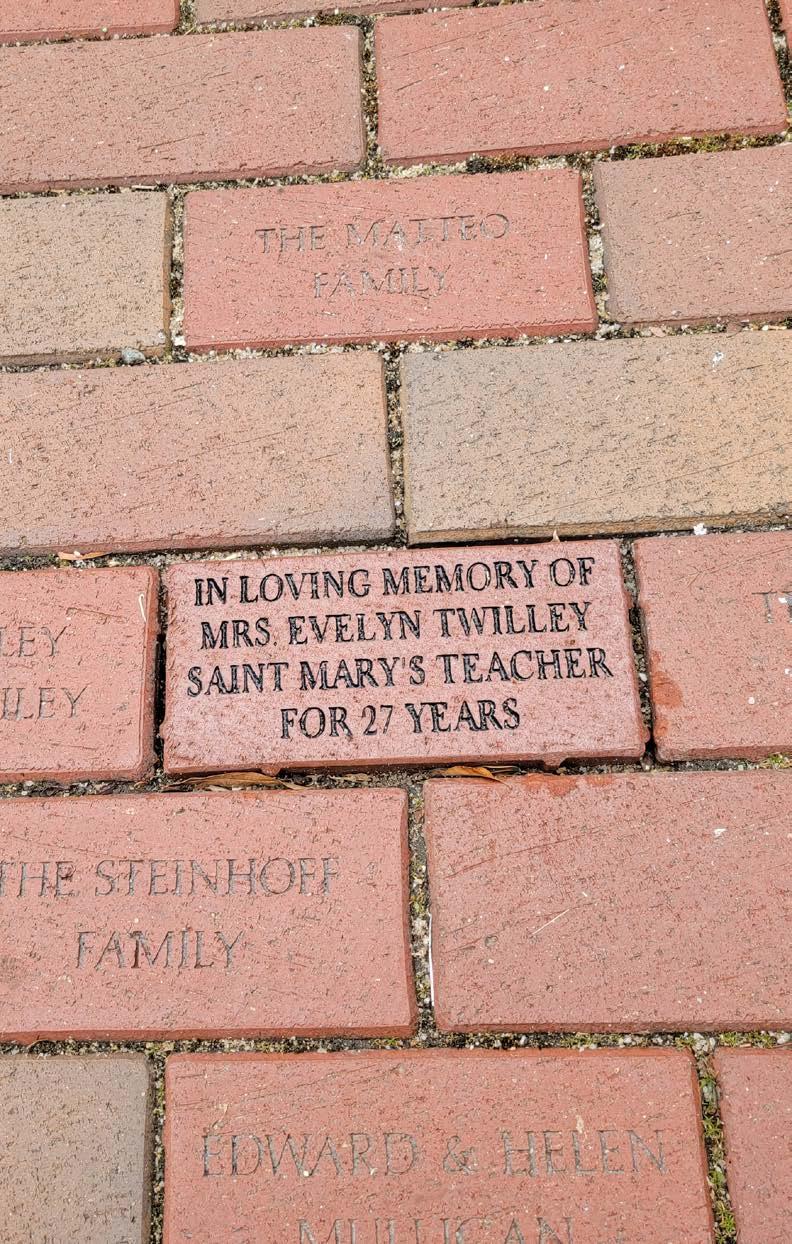 THE MATTEO
FAMILY
IN LOVING MEMORY OF
MRS. EVELYN TWILLEY
SAINT MARY'S TEACHER
FOR 27 YEARS
THE STEINHOFF
FAMILY
EDWARD & HELEN
MULLIGAN